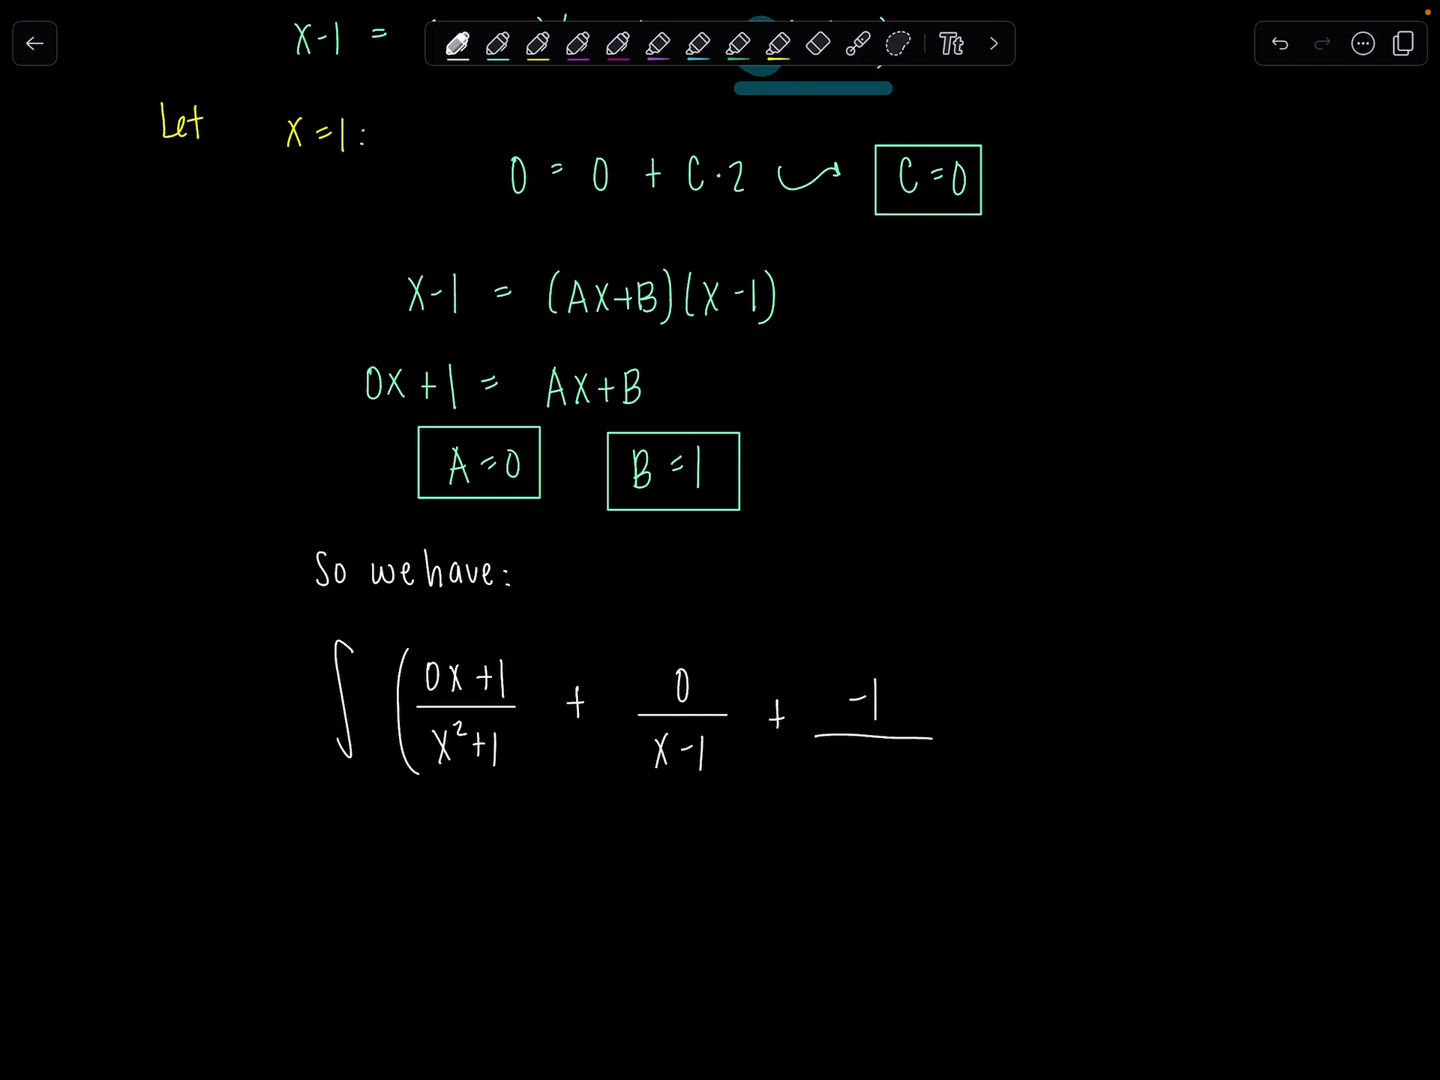 x-1 =
Tt
Let x=1:
0 = 0 + C·2 C=0
x-1 = (Ax+B)(x-1)
0x+1 = Ax+B
A=0 B=1
So we have:
∫ ( (0x+1)/(x²+1) + 0/(x-1) + -1/